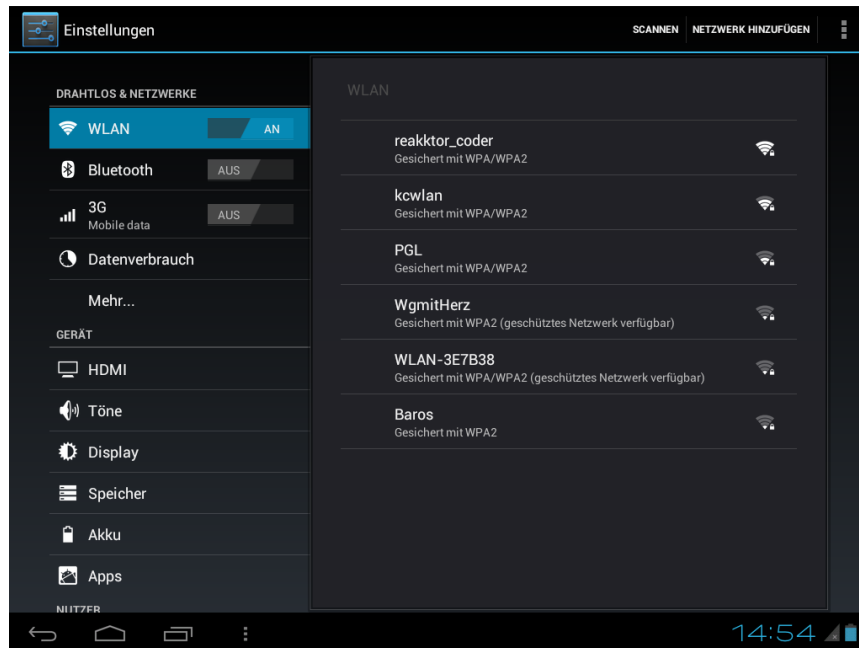 Einstellungen
SCANNEN
NETZWERK HINZUFÜGEN
DRAHTLOS & NETZWERKE
WLAN
AN
Bluetooth
AUS
3G
Mobile data
AUS
Datenverbrauch
Mehr...
GERÄT
HDMI
Töne
Display
Speicher
Akku
Apps
NUTZER
WLAN
reakktor_coder
Gesichert mit WPA/WPA2
kcwlan
Gesichert mit WPA/WPA2
PGL
Gesichert mit WPA/WPA2
WgmitHerz
Gesichert mit WPA2 (geschütztes Netzwerk verfügbar)
WLAN-3E7B38
Gesichert mit WPA/WPA2 (geschütztes Netzwerk verfügbar)
Baros
Gesichert mit WPA2
14:54